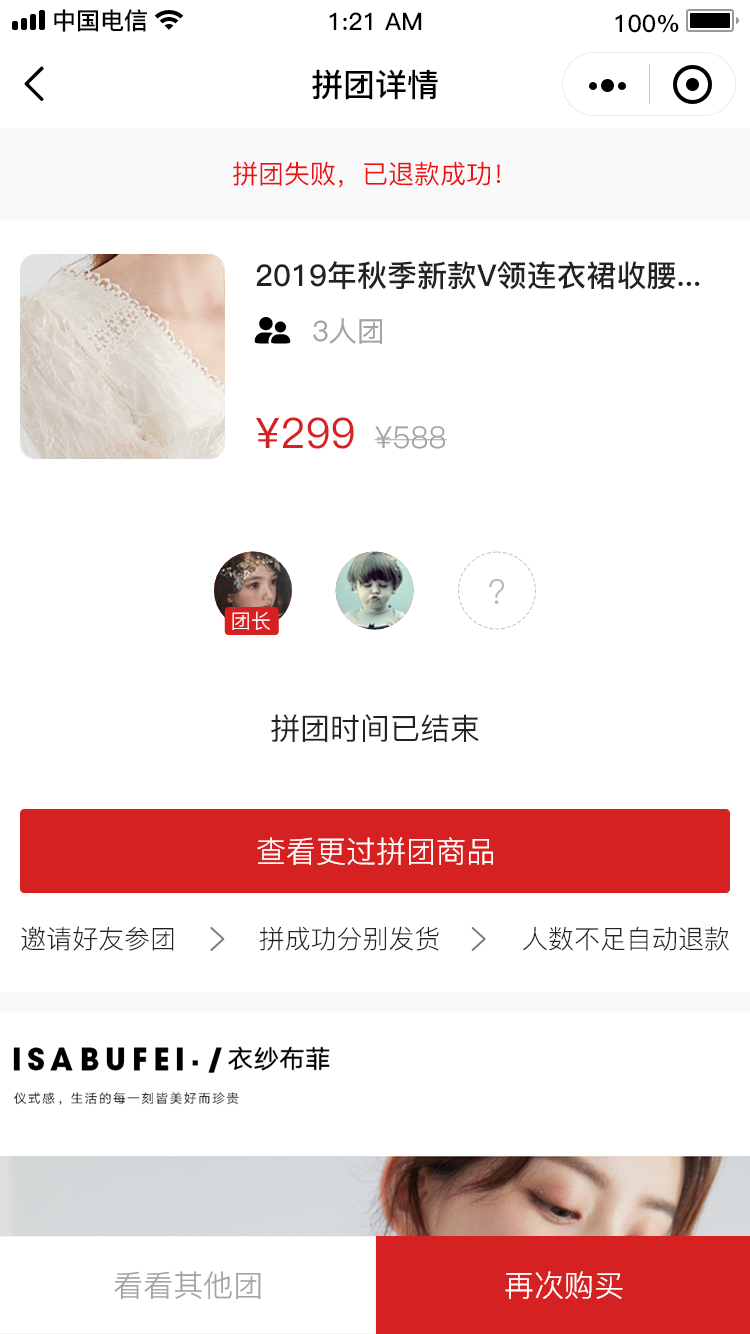 中国电信
1:21 AM
100%
拼团详情
拼团失败，已退款成功！
2019年秋季新款V领连衣裙收腰...
3人团
¥299 ¥588
团长
?
拼团时间已结束
查看更过拼团商品
邀请好友参团 > 拼成功分别发货 > 人数不足自动退款
ISABUFEI·/衣纱布菲
仪式感，生活的每一刻皆美好而珍贵
看看其他团
再次购买